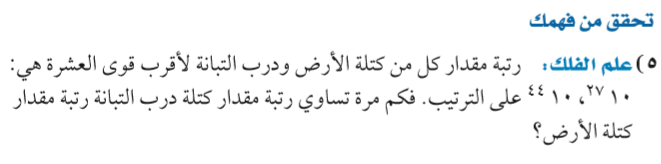 تحقق من فهمك
٥) علم الفلك: رتبة مقدار كل من كتلة الأرض ودرب التبانة لأقرب قوى العشرة هي:
١٠^٢٧، ١٠^٤٤ على الترتيب. فكم مرة تساوي رتبة مقدار كتلة درب التبانة رتبة مقدار
كتلة الأرض؟